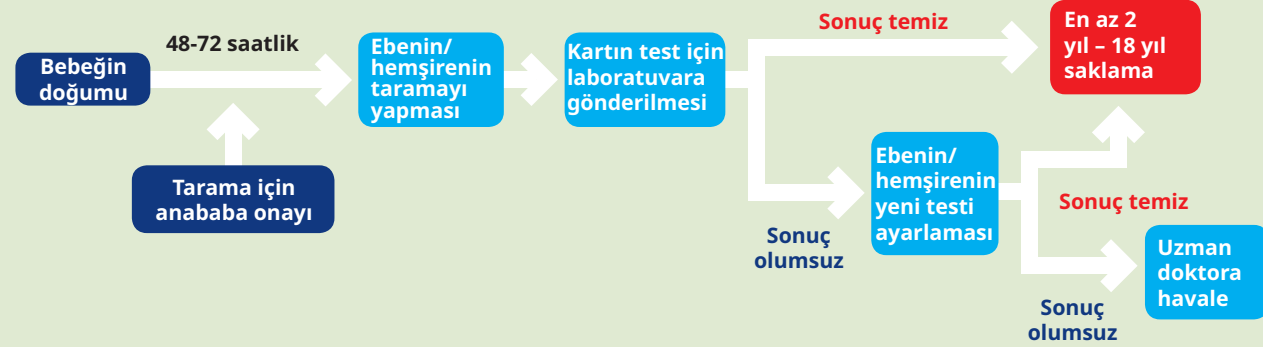 Bebeğin
doğumu
48-72 saatlik
Tarama için
anababa onayı
Ebenin/
hemşirenin
taramayı
yapması
Kartın test için
laboratuvara
gönderilmesi
Sonuç temiz
En az 2
yıl – 18 yıl
saklama
Sonuç
olumsuz
Ebenin/
hemşirenin
yeni testi
ayarlaması
Sonuç temiz
Sonuç
olumsuz
Uzman
doktora
havale